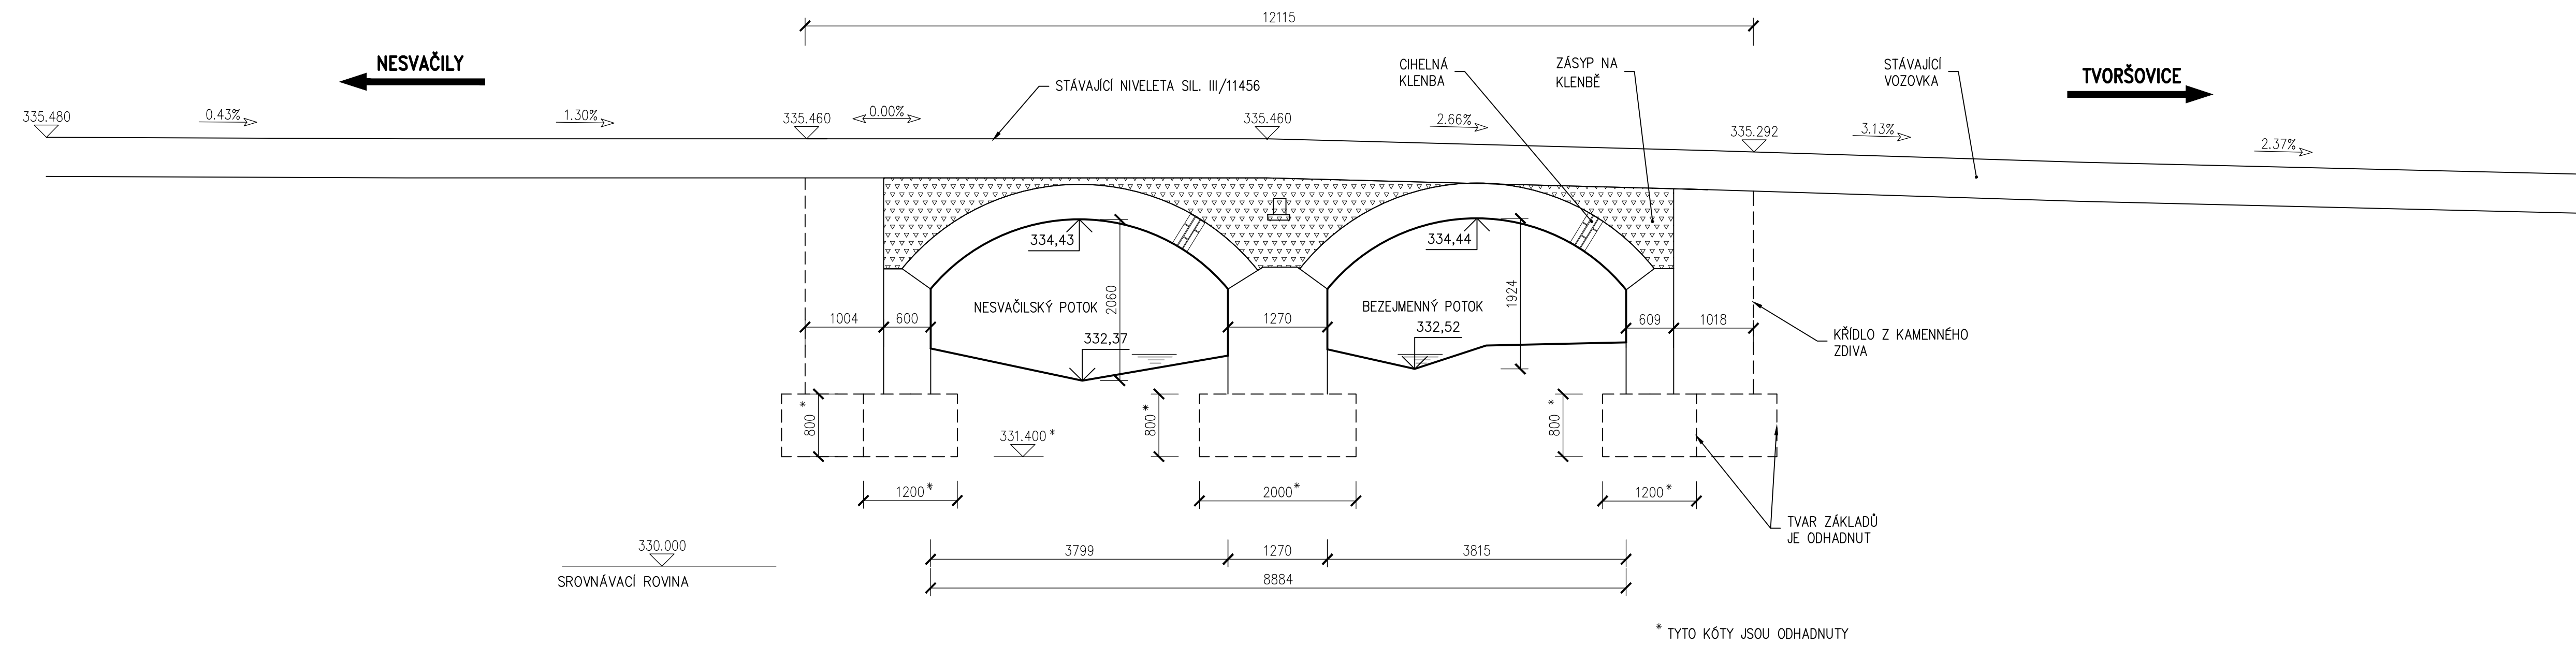 12115
NESVAČILY
CIHELNÁ
KLENBA
ZÁSYP NA
KLENBĚ
STÁVAJÍCÍ
VOZOVKA
TVORŠOVICE
STÁVAJÍCÍ NIVELETA SIL. III/11456
335.480
0.43%
1.30%
335.460
0.00%
335.460
2.66%
335.292
3.13%
2.37%
334,43
334,44
NESVAČILSKÝ POTOK
2060
BEZEJMENNÝ POTOK
1924
1004
600
1270
609
1018
332,37
332,52
KŘÍDLO Z KAMENNÉHO
ZDIVA
800*
331.400*
800*
800*
1200*
2000*
1200*
TVAR ZÁKLADŮ
JE ODHADNUT
330.000
SROVNÁVACÍ ROVINA
3799
1270
3815
8884
* TYTO KÓTY JSOU ODHADNUTY